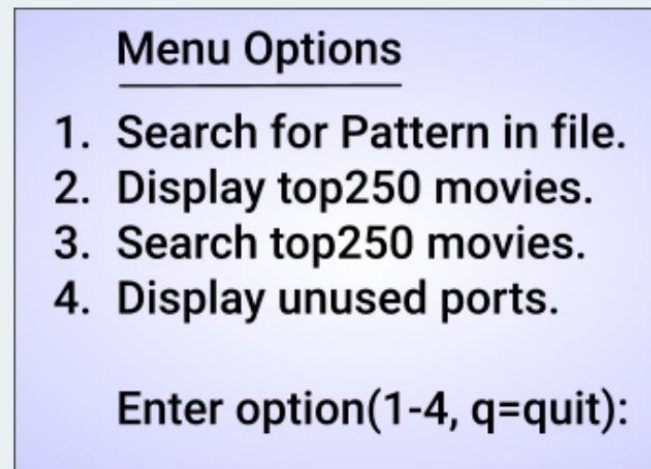 Menu Options
1. Search for Pattern in file.
2. Display top250 movies.
3. Search top250 movies.
4. Display unused ports.
Enter option(1-4, q=quit):